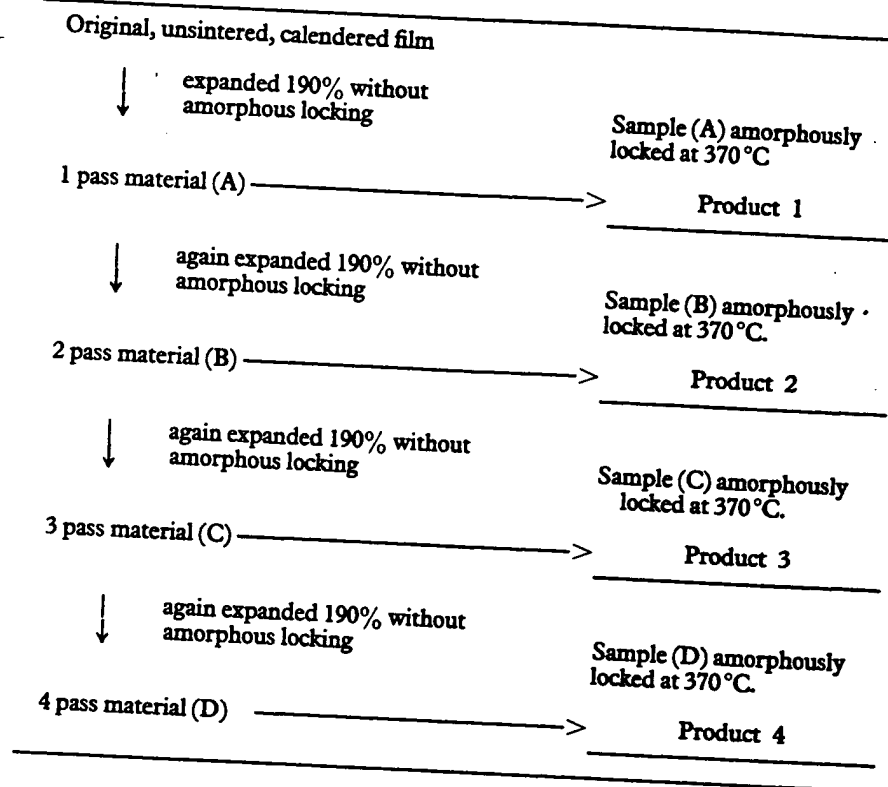 Original, unsintered, calendered film
expanded 190% without
amorphous locking
Sample (A) amorphously
locked at 370°C
1 pass material (A)
Product 1
again expanded 190% without
amorphous locking
Sample (B) amorphously
locked at 370°C.
2 pass material (B)
Product 2
again expanded 190% without
amorphous locking
Sample (C) amorphously
locked at 370°C.
3 pass material (C)
Product 3
again expanded 190% without
amorphous locking
Sample (D) amorphously
locked at 370°C.
4 pass material (D)
Product 4